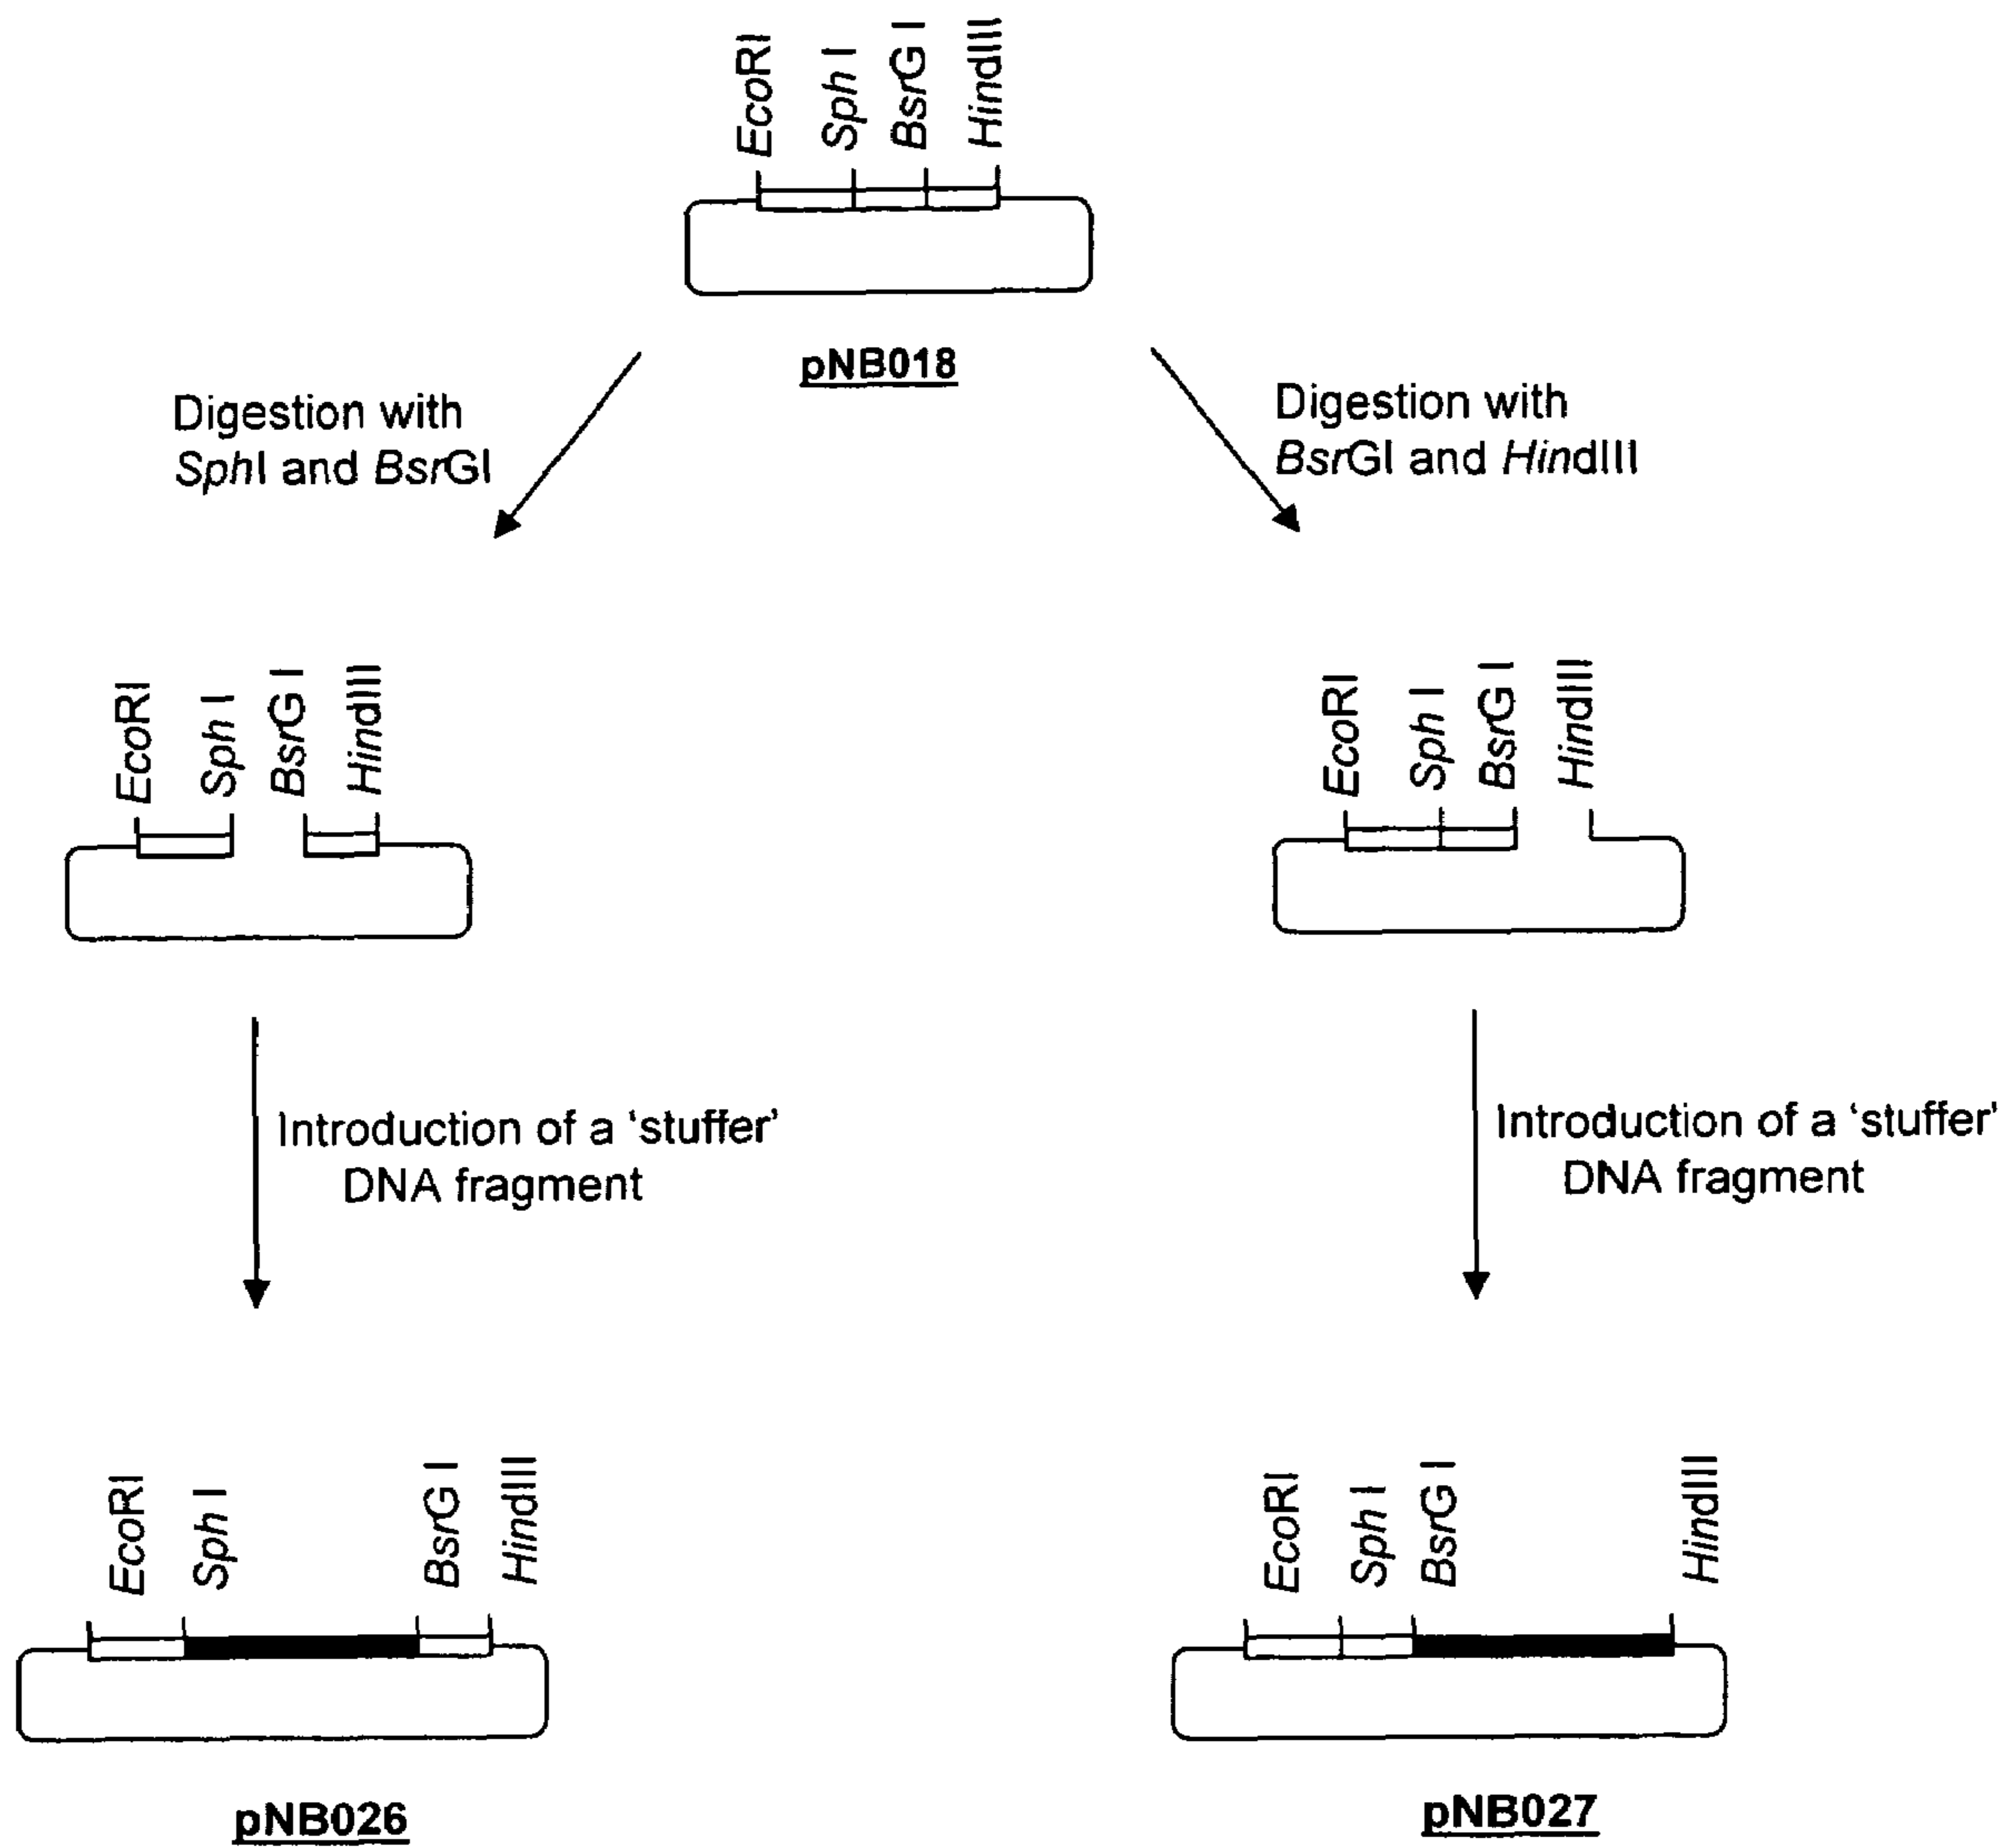 EcoRI
Sph I
BsrG I
HindIII
pNB018
Digestion with
SphI and BsrGI
Digestion with
BsrGI and HindIII
EcoRI
Sph I
BsrG I
HindIII
EcoRI
Sph I
BsrG I
HindIII
Introduction of a ‘stuffer’
DNA fragment
Introduction of a ‘stuffer’
DNA fragment
EcoRI
Sph I
BsrG I
HindIII
EcoRI
Sph I
BsrG I
HindIII
pNB026
pNB027